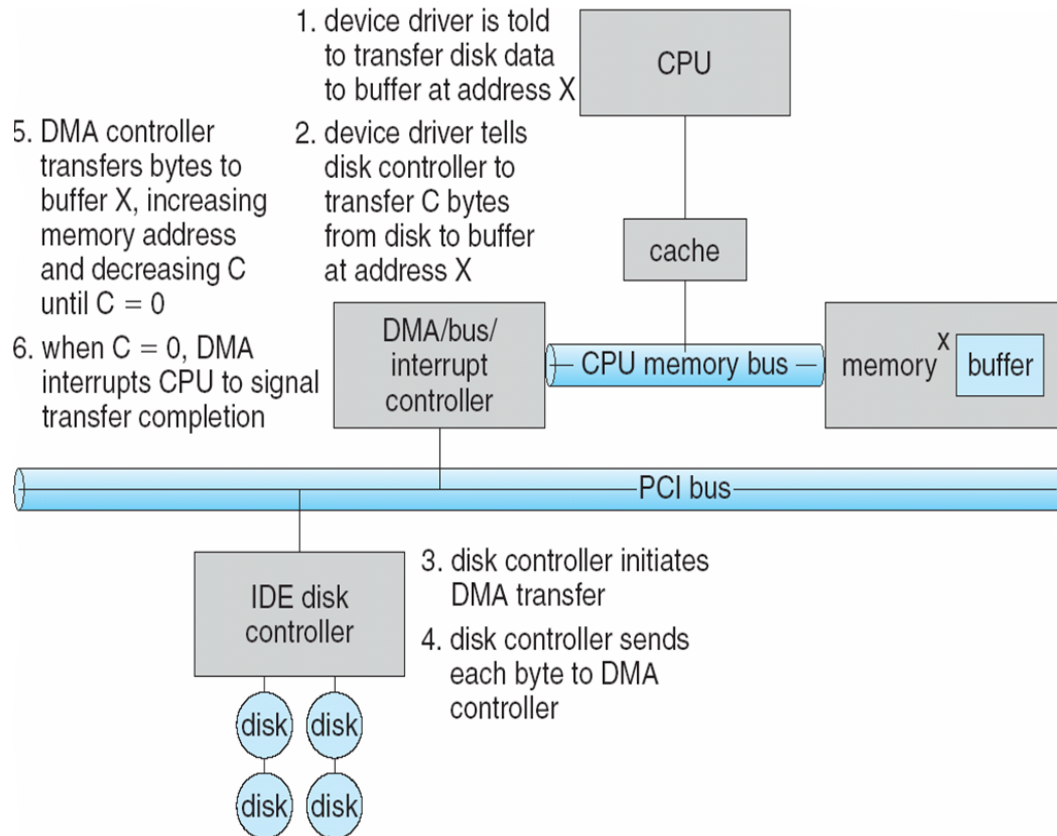 1. device driver is told
to transfer disk data
to buffer at address X
CPU
5. DMA controller
transfers bytes to
buffer X, increasing
memory address
and decreasing C
until C = 0
2. device driver tells
disk controller to
transfer C bytes
from disk to buffer
at address X
cache
6. when C = 0, DMA
interrupts CPU to signal
transfer completion
DMA/bus/
interrupt
controller
CPU memory bus
memory
X
buffer
PCI bus
IDE disk
controller
3. disk controller initiates
DMA transfer
4. disk controller sends
each byte to DMA
controller
disk
disk
disk
disk